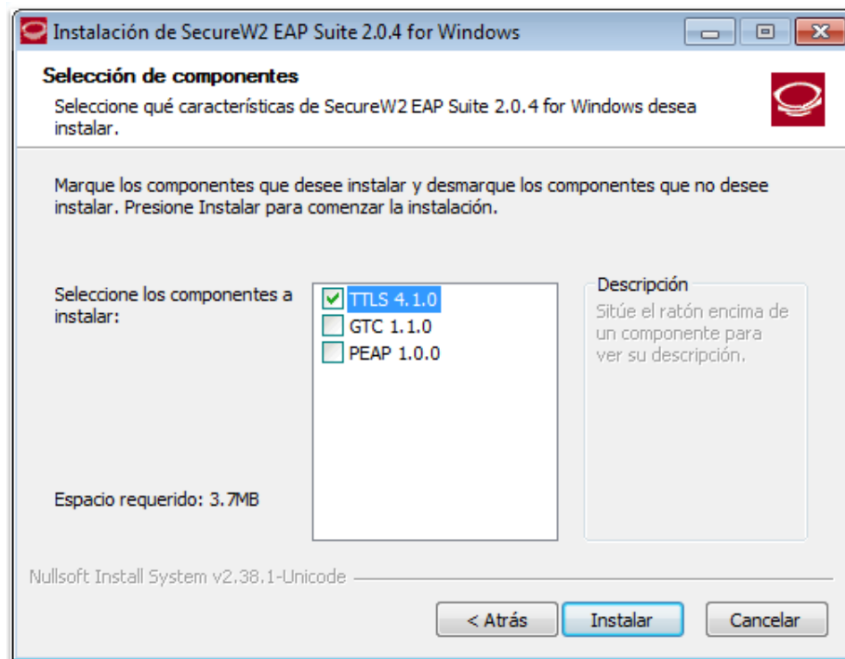 Instalación de SecureW2 EAP Suite 2.0.4 for Windows
Selección de componentes
Seleccione qué características de SecureW2 EAP Suite 2.0.4 for Windows desea
instalar.
Marque los componentes que desee instalar y desmarque los componentes que no desee
instalar. Presione Instalar para comenzar la instalación.
Seleccione los componentes a
instalar:
TTLS 4.1.0
GTC 1.1.0
PEAP 1.0.0
Descripción
Sitúe el ratón encima de
un componente para
ver su descripción.
Espacio requerido: 3.7MB
Nullsoft Install System v2.38.1-Unicode
< Atrás
Instalar
Cancelar